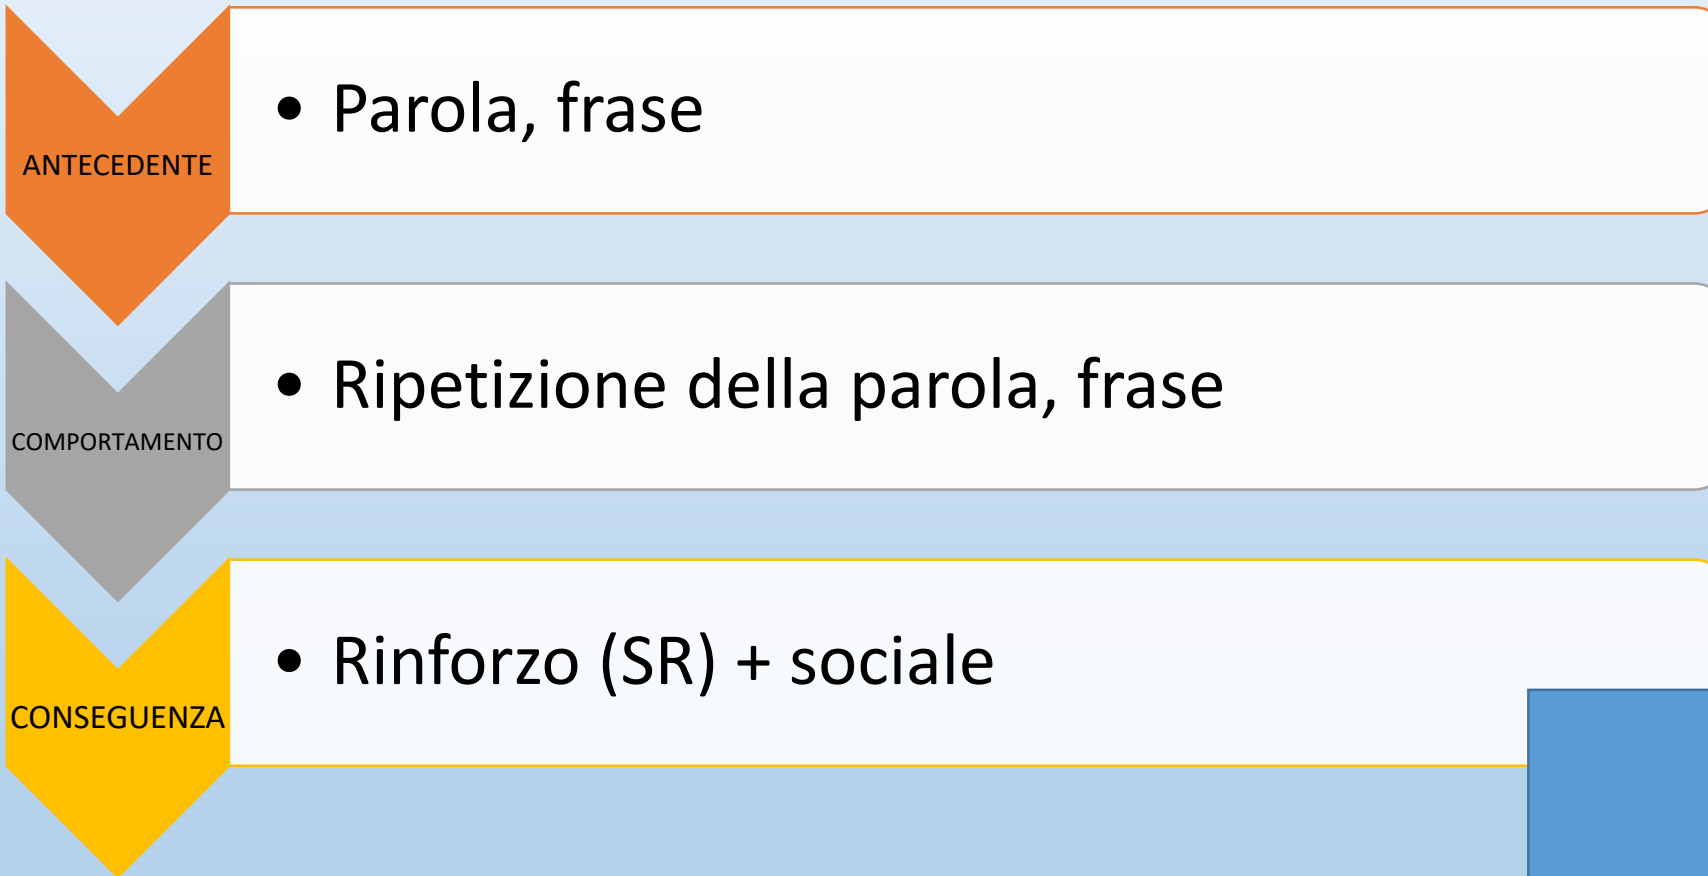 ANTECEDENTE
• Parola, frase
COMPORTAMENTO
• Ripetizione della parola, frase
CONSEGUENZA
• Rinforzo (SR) + sociale